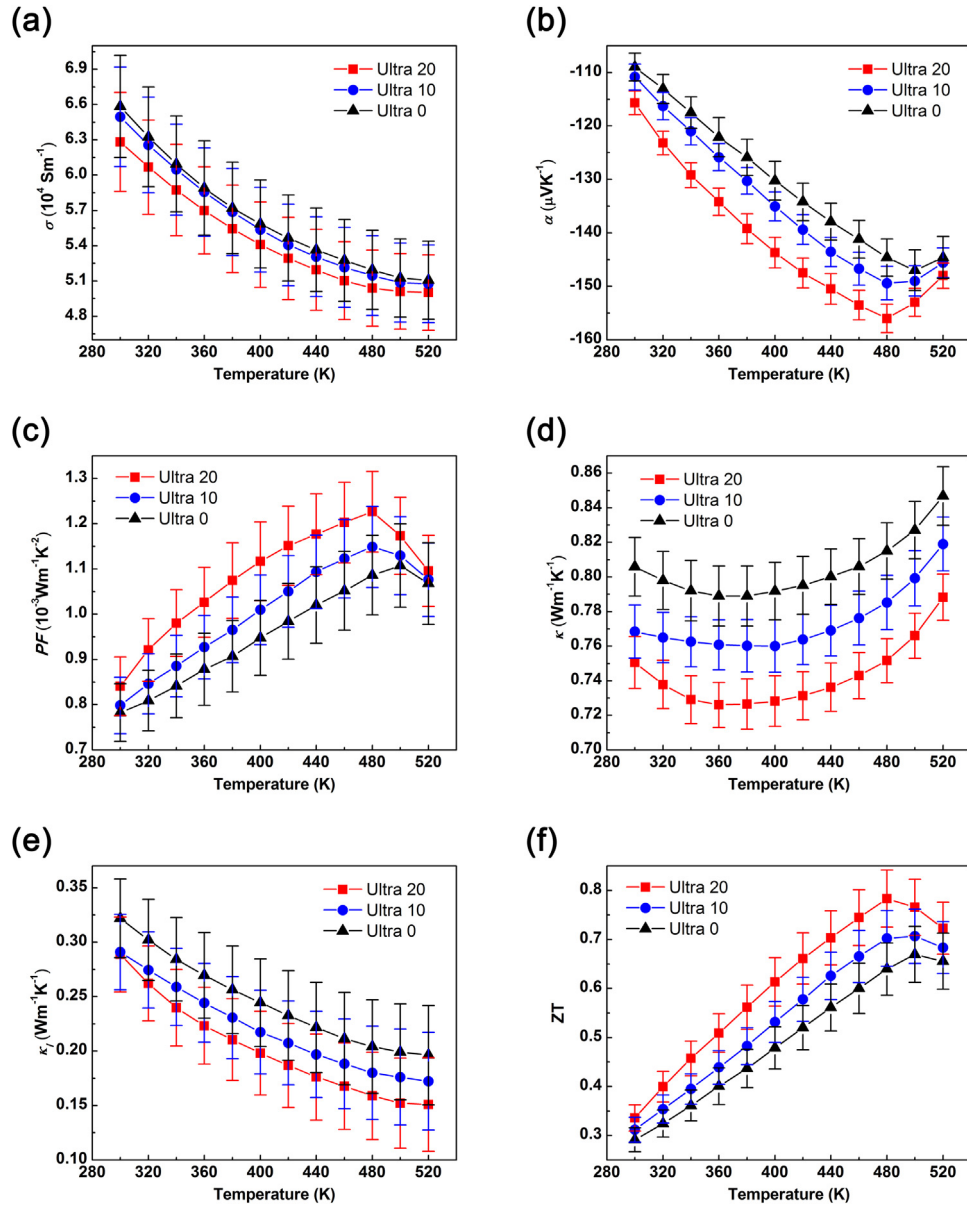 (a)
6.9
6.6
6.3
6.0
5.7
5.4
5.1
4.8
σ (10⁴ Sm⁻¹)
Ultra 20
Ultra 10
Ultra 0
280 320 360 400 440 480 520
Temperature (K)
(b)
-110
-120
-130
-140
-150
-160
α (μVK⁻¹)
Ultra 20
Ultra 10
Ultra 0
280 320 360 400 440 480 520
Temperature (K)
(c)
1.3
1.2
1.1
1.0
0.9
0.8
0.7
PF (10⁻³Wm⁻¹K⁻²)
Ultra 20
Ultra 10
Ultra 0
280 320 360 400 440 480 520
Temperature (K)
(d)
0.86
0.84
0.82
0.80
0.78
0.76
0.74
0.72
0.70
κ (Wm⁻¹K⁻¹)
Ultra 20
Ultra 10
Ultra 0
280 320 360 400 440 480 520
Temperature (K)
(e)
0.35
0.30
0.25
0.20
0.15
0.10
κₗ (Wm⁻¹K⁻¹)
Ultra 20
Ultra 10
Ultra 0
280 320 360 400 440 480 520
Temperature (K)
(f)
0.8
0.7
0.6
0.5
0.4
0.3
ZT
Ultra 20
Ultra 10
Ultra 0
280 320 360 400 440 480 520
Temperature (K)